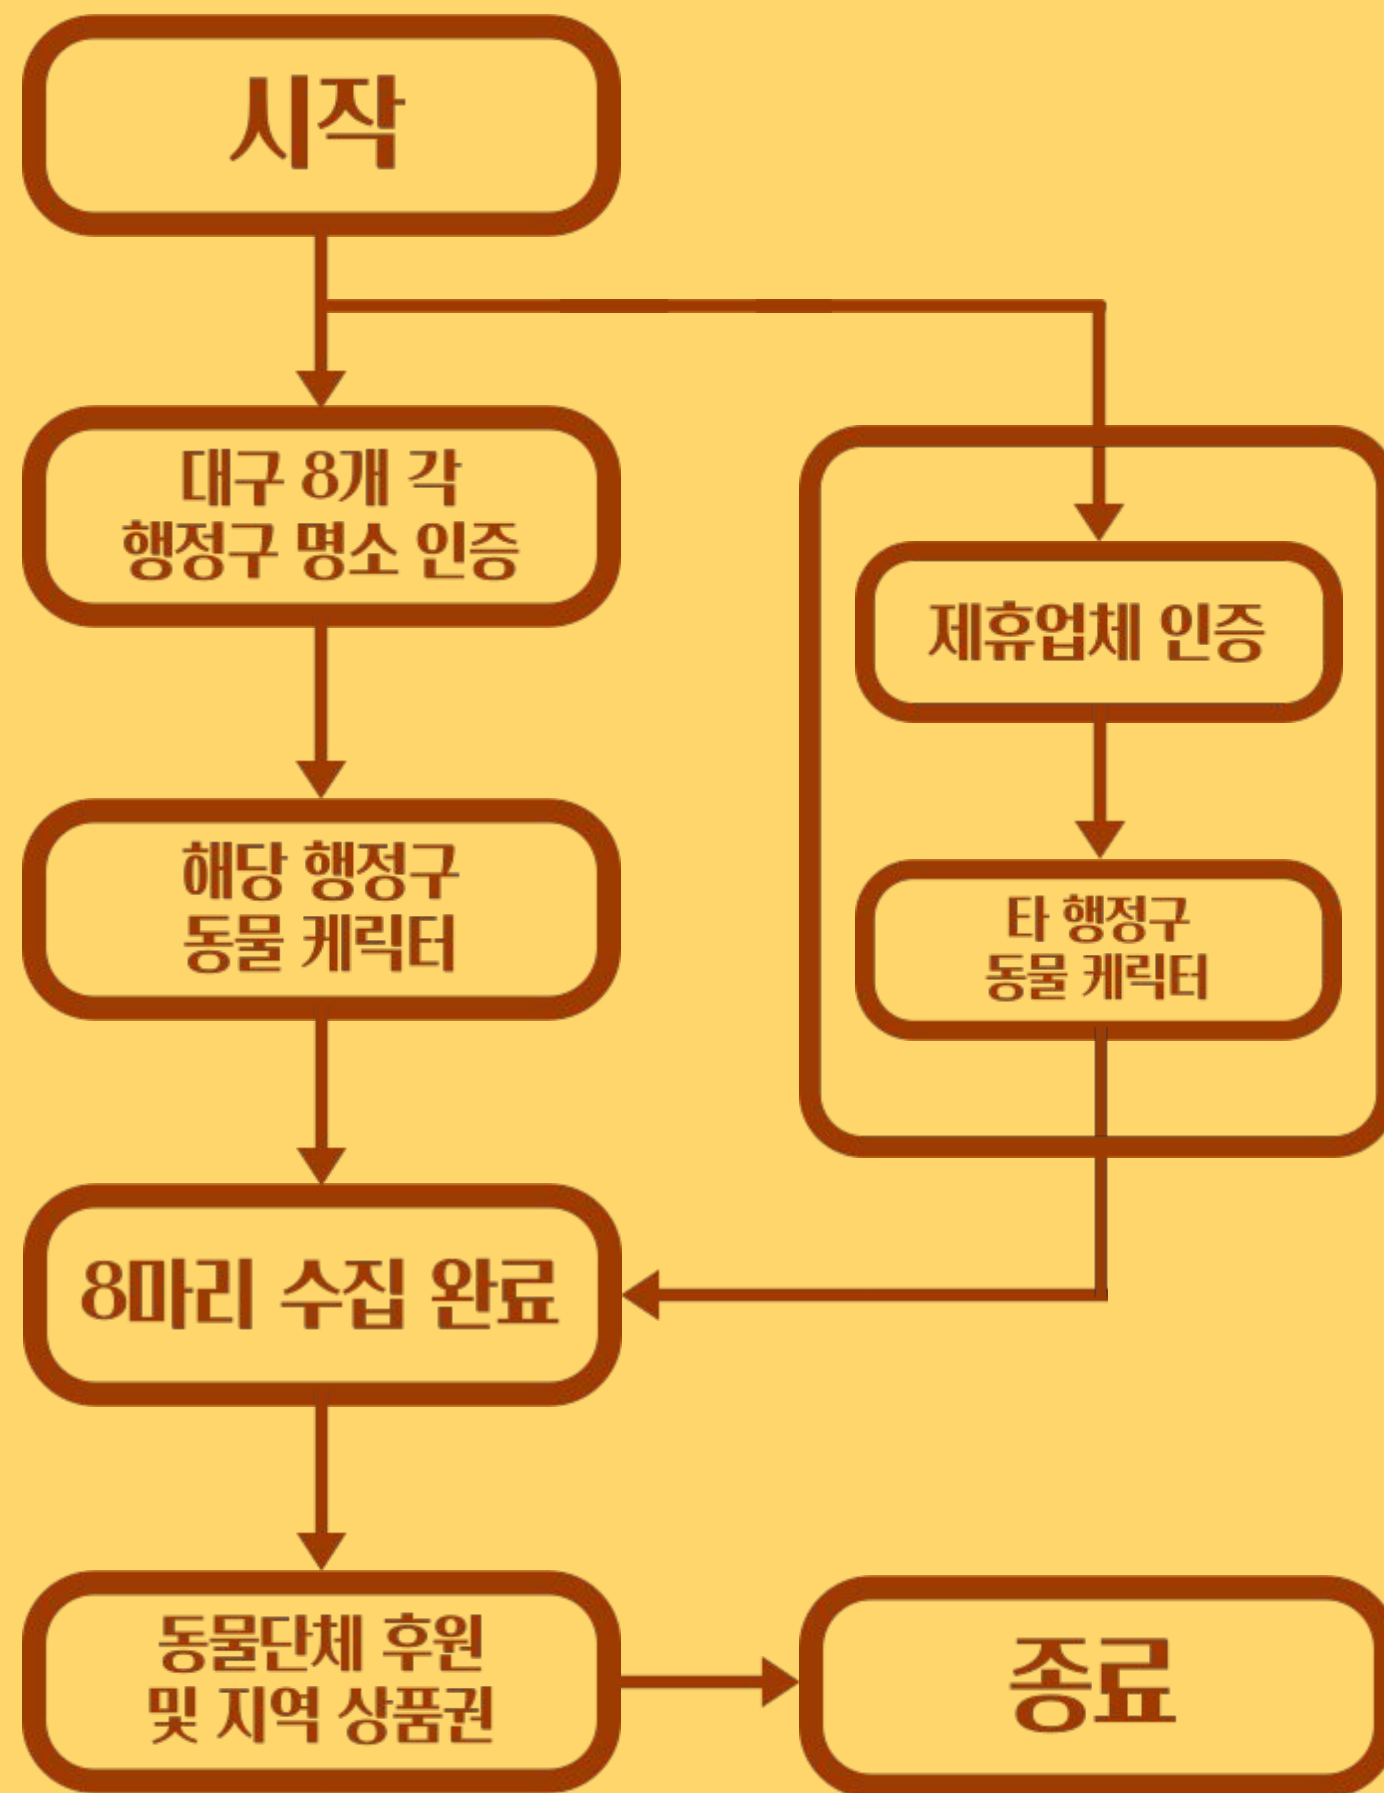 시작
대구 8개 각
행정구 명소 인증
해당 행정구
동물 케릭터
제휴업체 인증
타 행정구
동물 케릭터
8마리 수집 완료
동물단체 후원
및 지역 상품권
종료